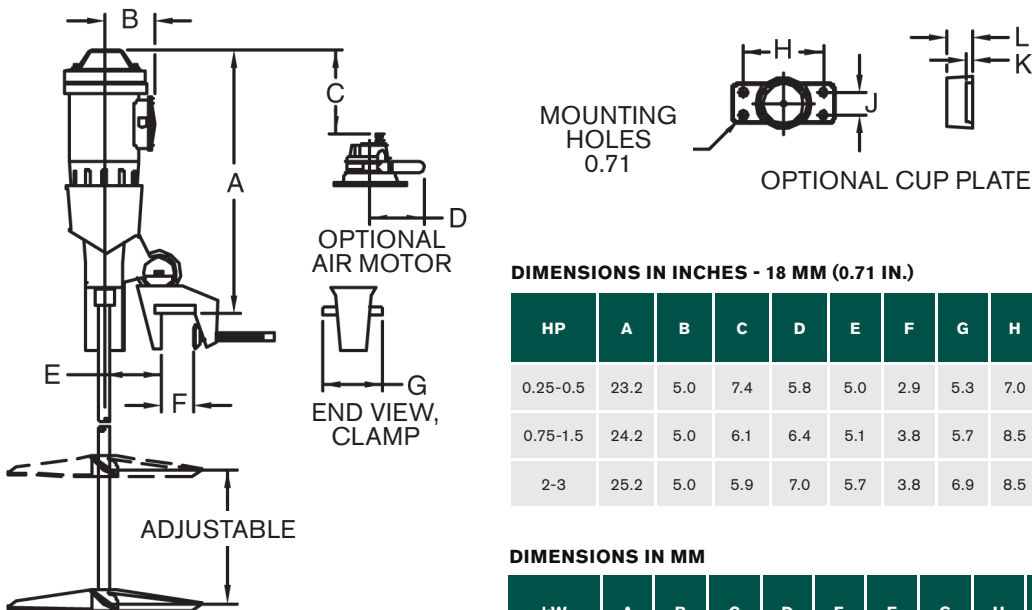 B
C
A
D
OPTIONAL
AIR MOTOR
E
F
G
END VIEW,
CLAMP
ADJUSTABLE
H
J
L
K
MOUNTING
HOLES
0.71
OPTIONAL CUP PLATE
DIMENSIONS IN INCHES - 18 MM (0.71 IN.)
HP A B C D E F G H
0.25-0.5 23.2 5.0 7.4 5.8 5.0 2.9 5.3 7.0
0.75-1.5 24.2 5.0 6.1 6.4 5.1 3.8 5.7 8.5
2-3 25.2 5.0 5.9 7.0 5.7 3.8 6.9 8.5
DIMENSIONS IN MM